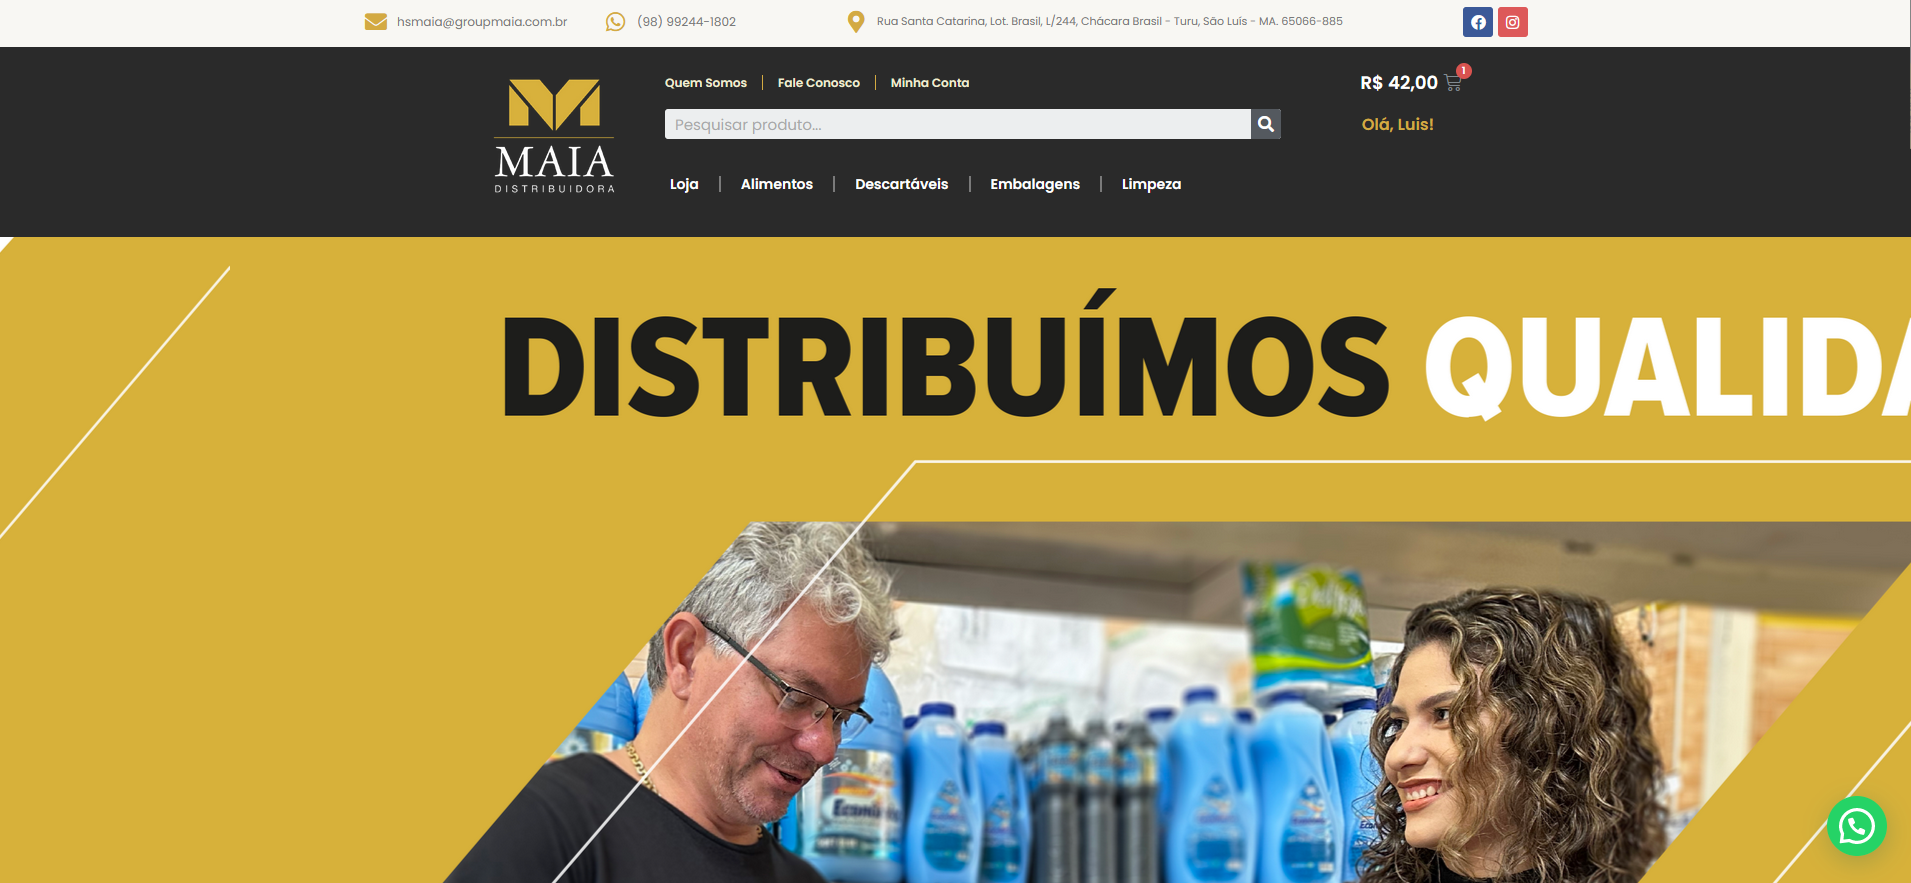 hsmaia@groupmaia.com.br
(98) 99244-1802
Rua Santa Catarina, Lot. Brasil, L/244, Chácara Brasil - Turu, São Luís - MA. 65066-885
MAIA
DISTRIBUIDORA
Quem Somos
Fale Conosco
Minha Conta
R$ 42,00
1
Pesquisar produto...
Olá, Luis!
Loja
Alimentos
Descartáveis
Embalagens
Limpeza
DISTRIBUÍMOS QUALIDA